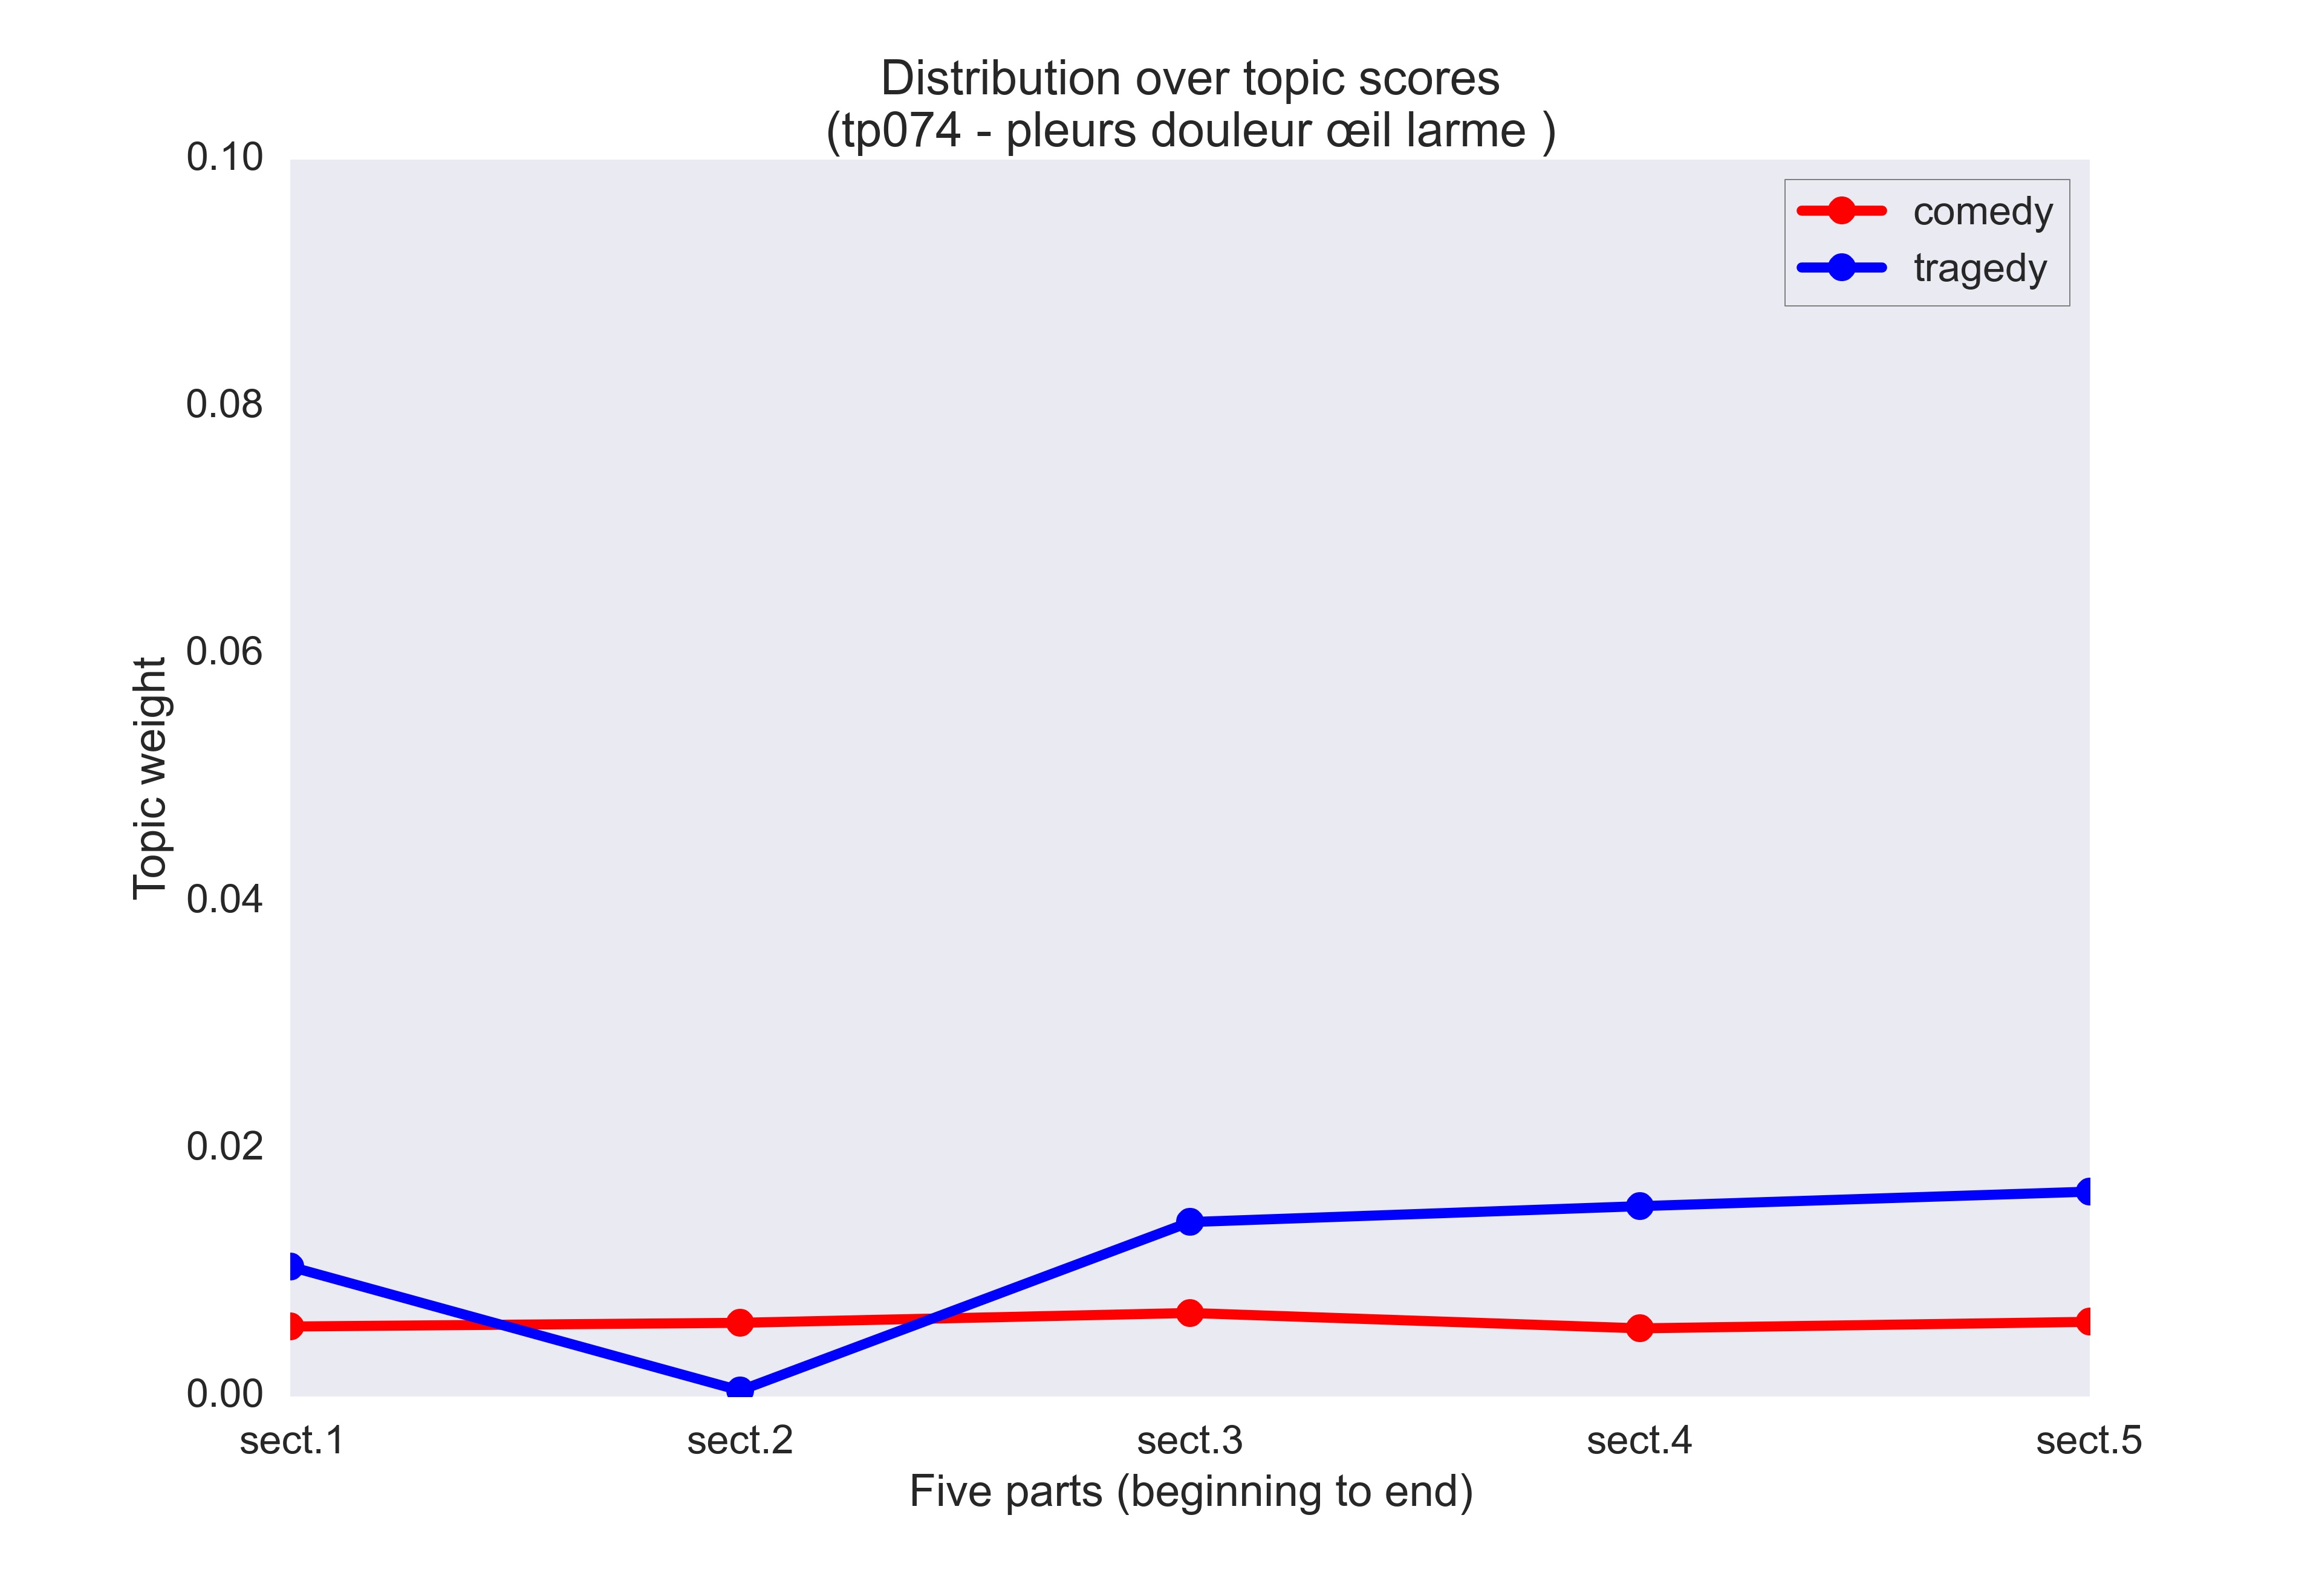 Distribution over topic scores
(tp074 - pleurs douleur œil larme )
comedy
tragedy
Topic weight
0.10
0.08
0.06
0.04
0.02
0.00
sect.1
sect.2
sect.3
sect.4
sect.5
Five parts (beginning to end)